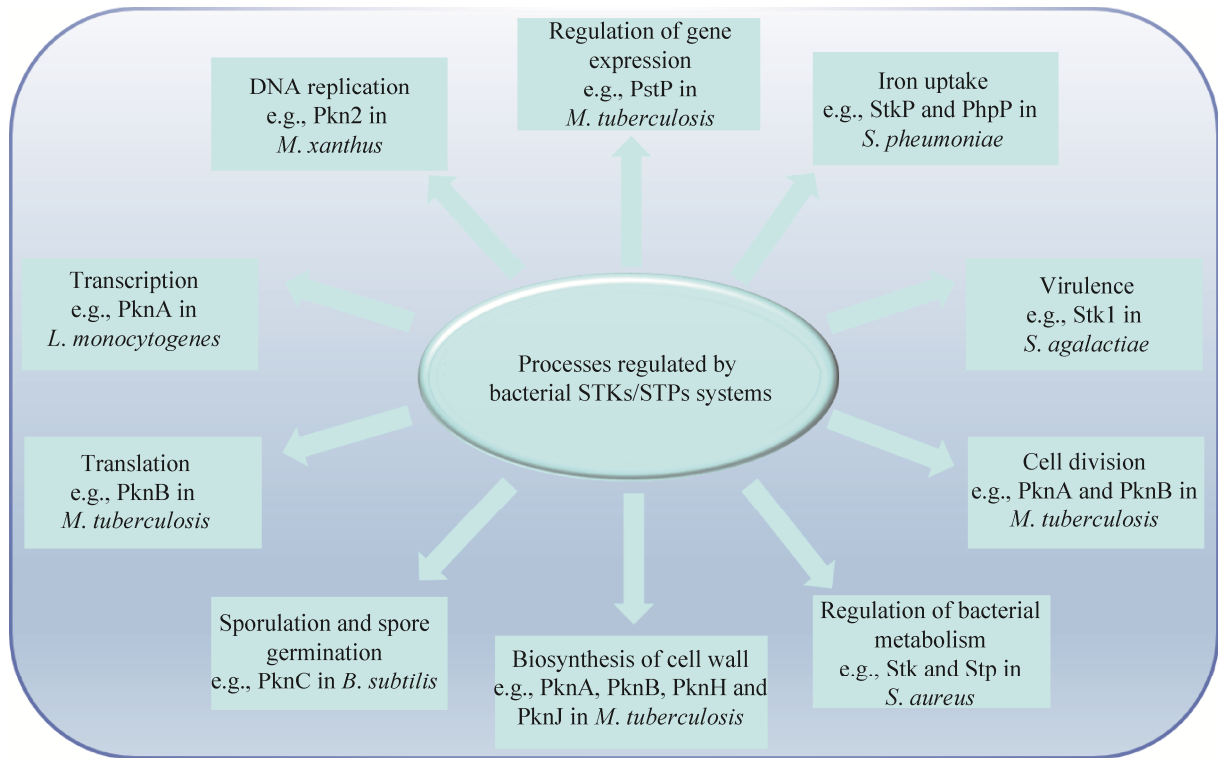 Regulation of gene
expression
e.g., PstP in
M. tuberculosis
DNA replication
e.g., Pkn2 in
M. xanthus
Iron uptake
e.g., StkP and PhpP in
S. pheumoniae
Transcription
e.g., PknA in
L. monocytogenes
Virulence
e.g., Stk1 in
S. agalactiae
Processes regulated by
bacterial STKs/STPs systems
Translation
e.g., PknB in
M. tuberculosis
Cell division
e.g., PknA and PknB in
M. tuberculosis
Sporulation and spore
germination
e.g., PknC in B. subtilis
Biosynthesis of cell wall
e.g., PknA, PknB, PknH and
PknJ in M. tuberculosis
Regulation of bacterial
metabolism
e.g., Stk and Stp in
S. aureus